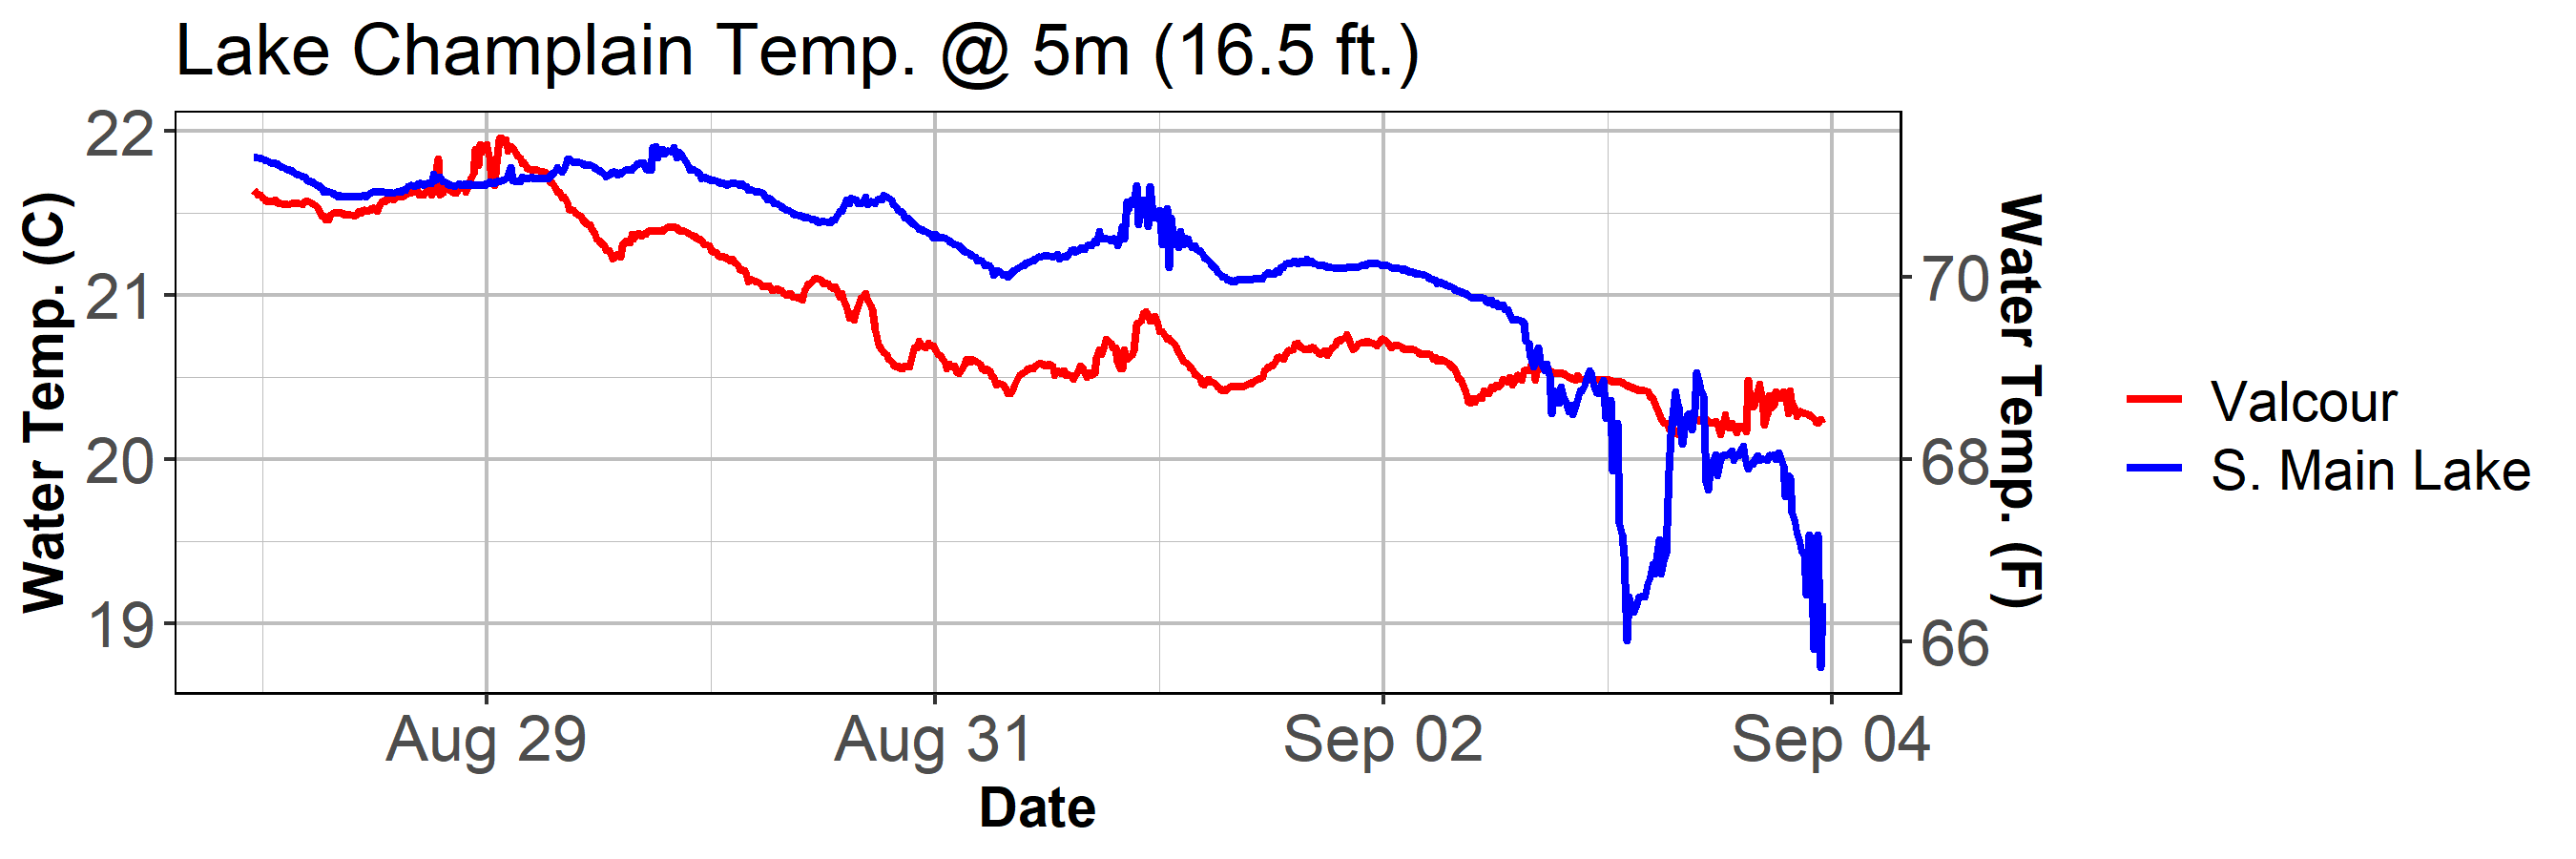 Lake Champlain Temp. @ 5m (16.5 ft.)
Water Temp. (C)
22
21
20
19
70
68
66
Water Temp. (F)
Aug 29
Aug 31
Sep 02
Sep 04
Date
Valcour
S. Main Lake